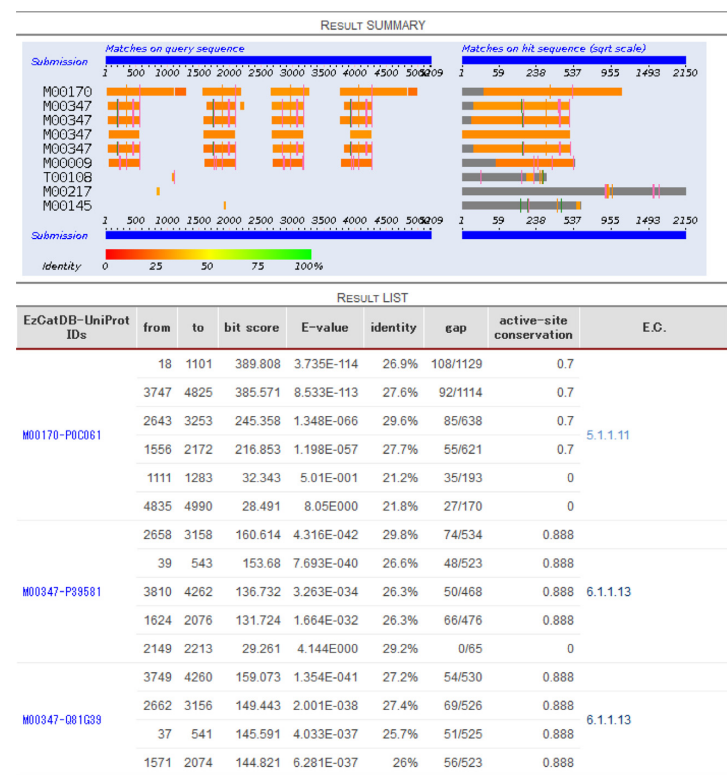 RESULT SUMMARY
Matches on query sequence Matches on hit sequence (sqrt scale)
Submission
1 500 1000 1500 2000 2500 3000 3500 4000 4500 5209 1 59 238 537 955 1493 2150
M00170
M00347
M00347
M00347
M00347
M00009
T00108
M00217
M00145
1 500 1000 1500 2000 2500 3000 3500 4000 4500 5209 1 59 238 537 955 1493 2150
Submission
Identity 0 25 50 75 100%
RESULT LIST
EzCatDB-UniProt IDs from to bit score E-value identity gap active-site conservation E.C.
18 1101 389.808 3.735E-114 26.9% 108/1129 0.7
3747 4825 385.571 8.533E-113 27.6% 92/1114 0.7
2643 3253 245.358 1.348E-066 29.6% 85/638 0.7
M00170-P0C061 5.1.1.11
1556 2172 216.853 1.198E-057 27.7% 55/621 0.7
1111 1283 32.343 5.01E-001 21.2% 35/193 0
4835 4990 28.491 8.05E000 21.8% 27/170 0
2658 3158 160.614 4.316E-042 29.8% 74/534 0.888
39 543 153.68 7.693E-040 26.6% 48/523 0.888
M00347-P39581 3810 4262 136.732 3.263E-034 26.3% 50/468 0.888 6.1.1.13
1624 2076 131.724 1.664E-032 26.3% 66/476 0.888
2149 2213 29.261 4.144E000 29.2% 0/65 0
3749 4260 159.073 1.354E-041 27.2% 54/530 0.888
2662 3156 149.443 2.001E-038 27.4% 69/526 0.888
M00347-Q81G39 6.1.1.13
37 541 145.591 4.033E-037 25.7% 51/525 0.888
1571 2074 144.821 6.281E-037 26% 56/523 0.888